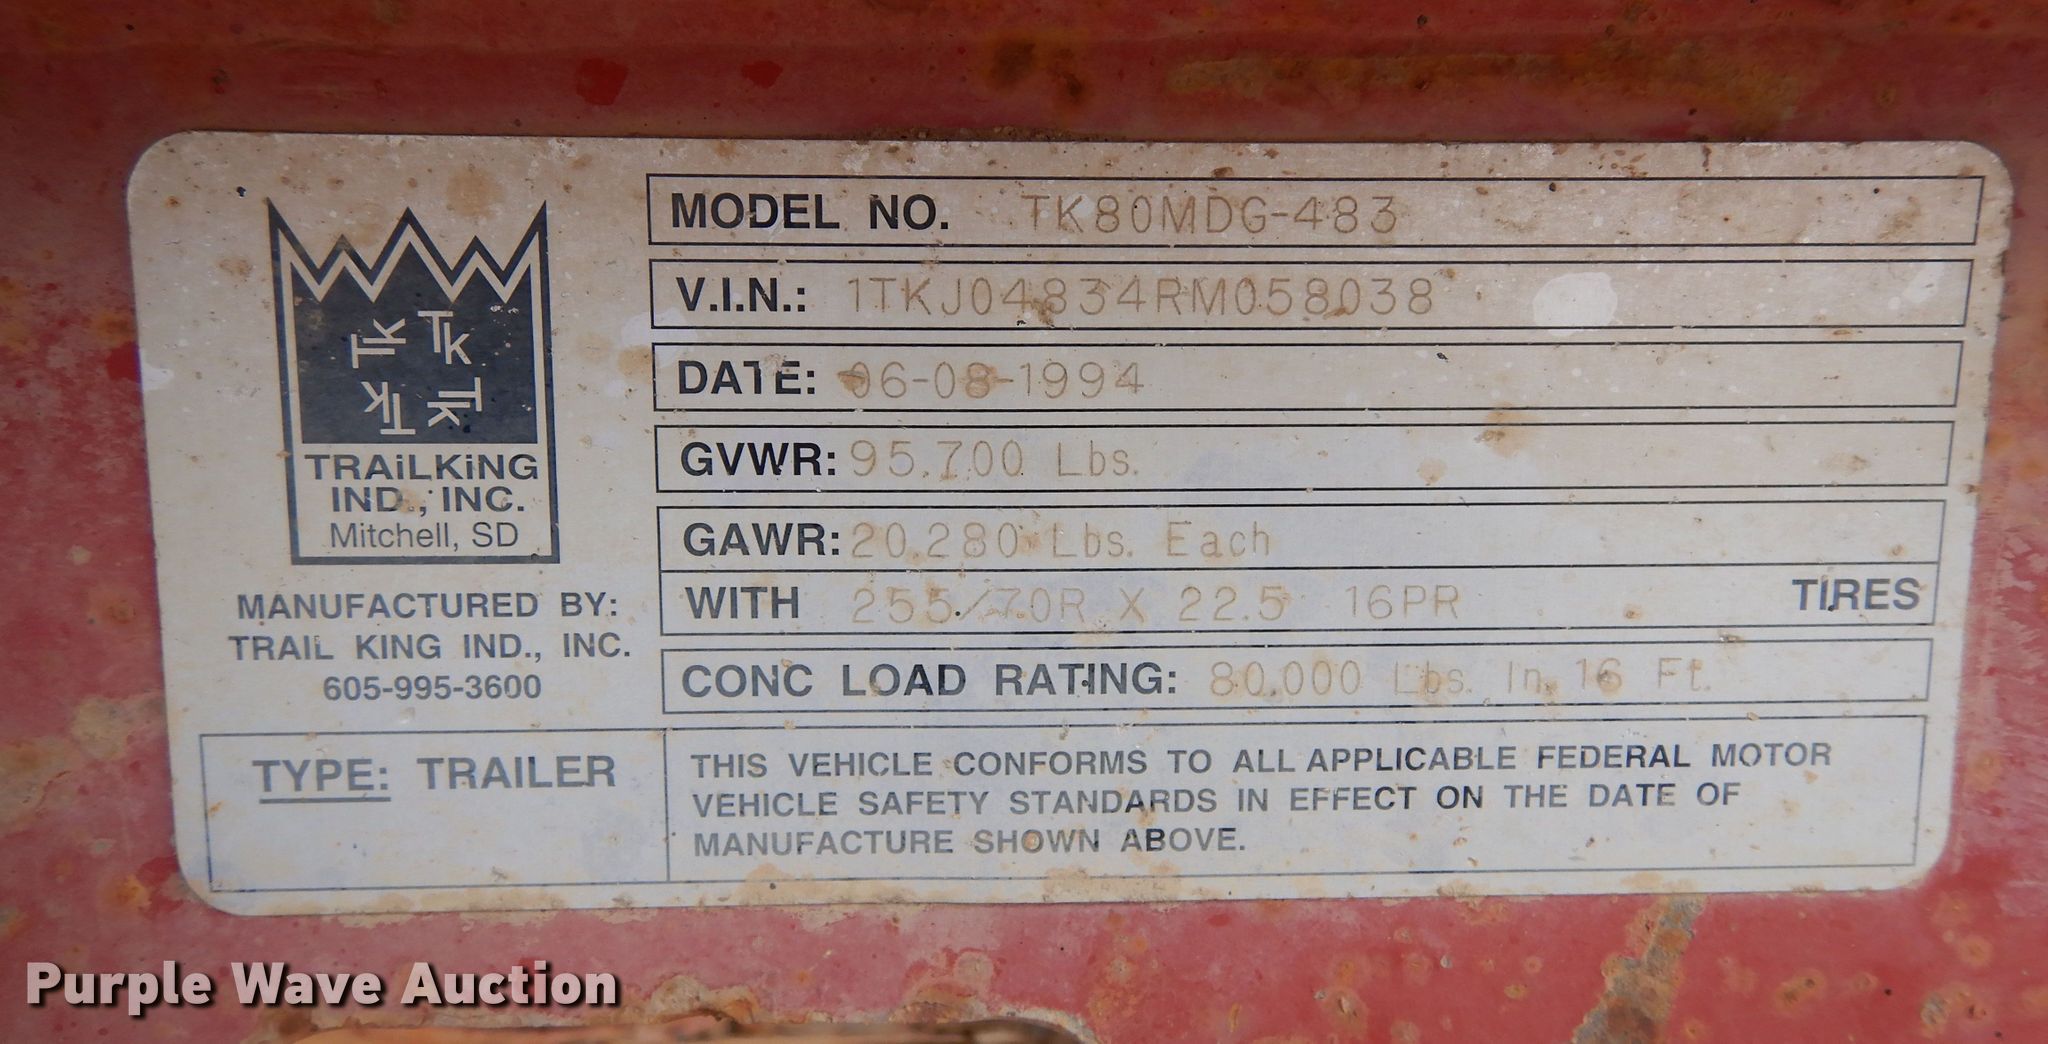 TK
TK
TK
TK
TRAiLKiNG
IND., INC.
Mitchell, SD
MANUFACTURED BY:
TRAIL KING IND., INC.
605-995-3600
TYPE: TRAILER
MODEL NO. TK80MDG-483
V.I.N.: 1TKJ04834RM058038
DATE: 06-08-1994
GVWR: 95.700 Lbs.
GAWR: 20.280 Lbs. Each
WITH 255/70R X 22.5 16PR TIRES
CONC LOAD RATING: 80.000 Lbs. In 16 Ft.
THIS VEHICLE CONFORMS TO ALL APPLICABLE FEDERAL MOTOR
VEHICLE SAFETY STANDARDS IN EFFECT ON THE DATE OF
MANUFACTURE SHOWN ABOVE.
Purple Wave Auction